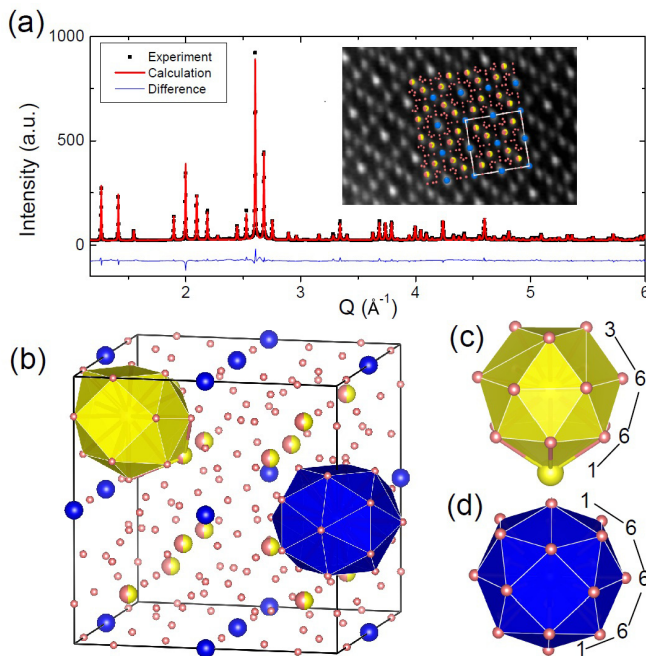 (a)
1000
500
0
Intensity (a.u.)
Experiment
Calculation
Difference
2 3 4 5 6
Q (Å⁻¹)
(b)
(c)
3
6
6
1
(d)
1
6
6
6
1